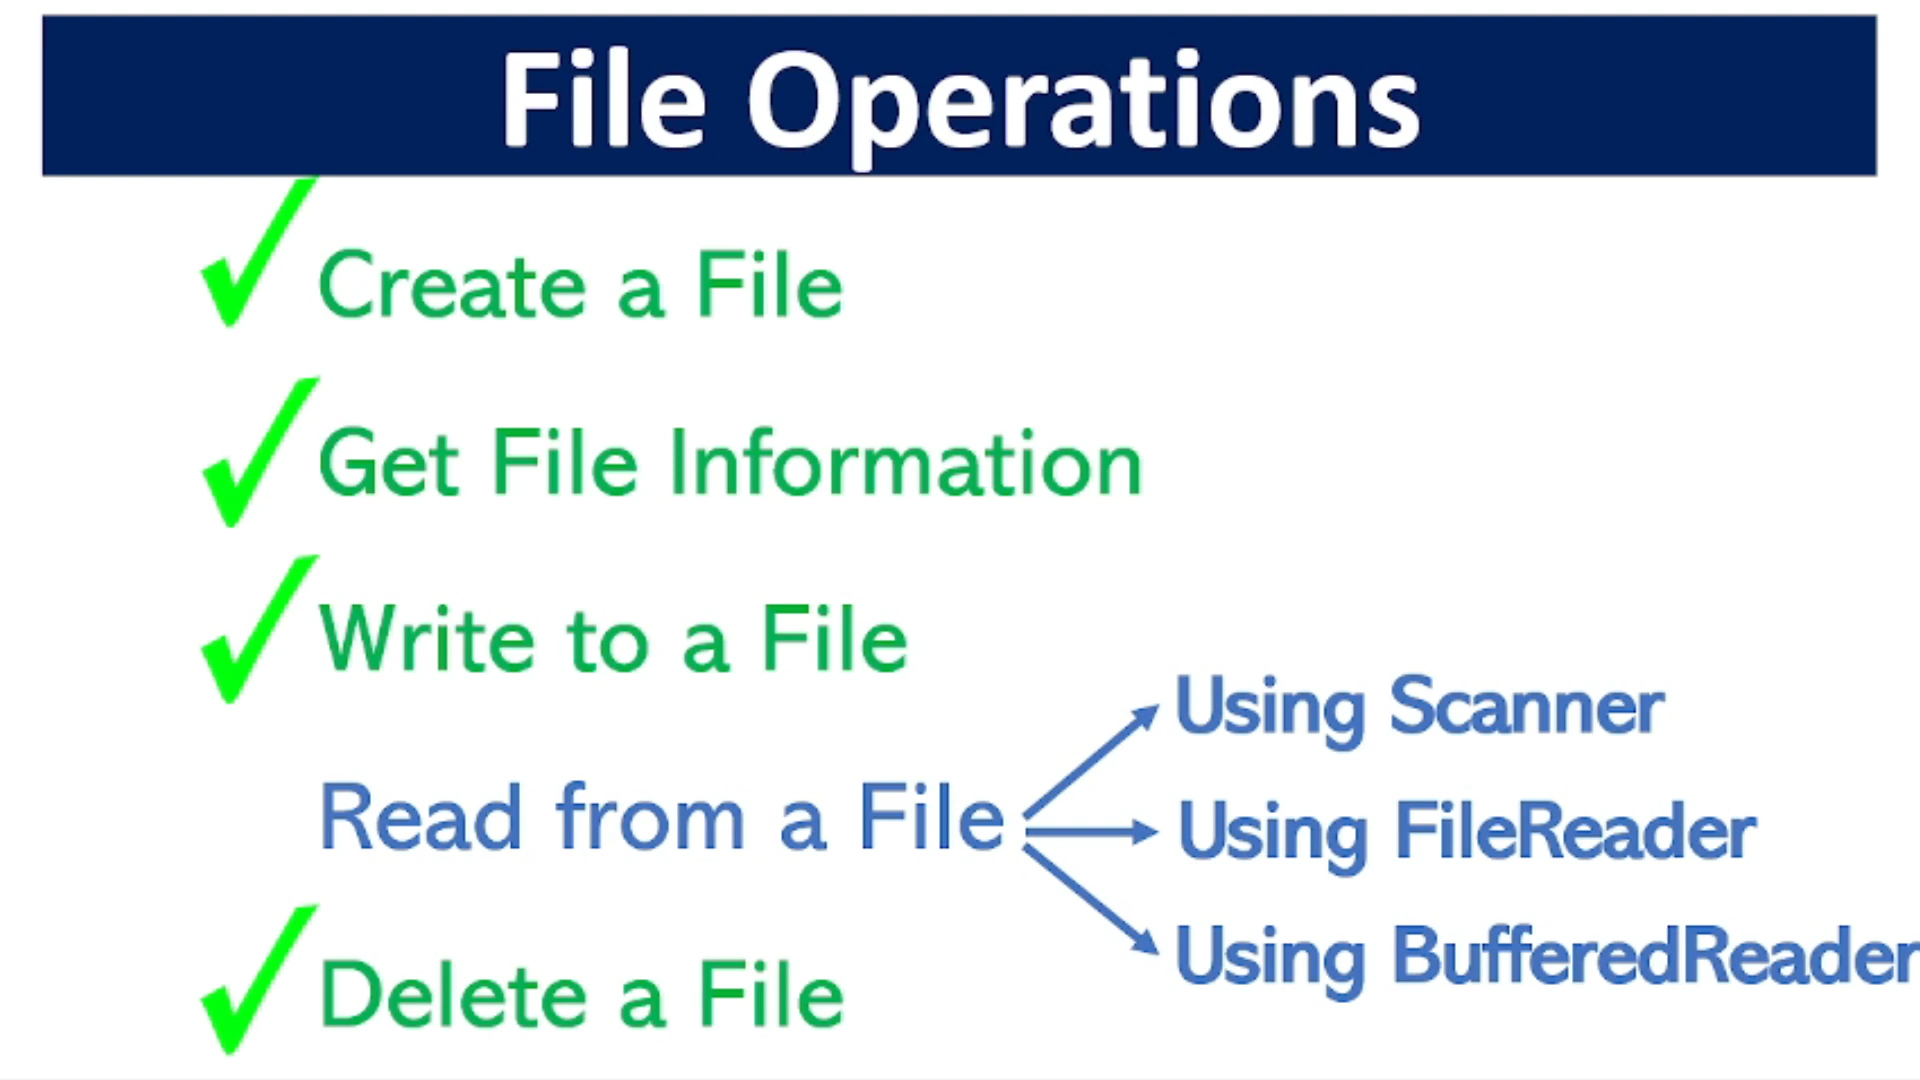 File Operations
Create a File
Get File Information
Write to a File
Read from a File
Using Scanner
Using FileReader
Using BufferedReader
Delete a File